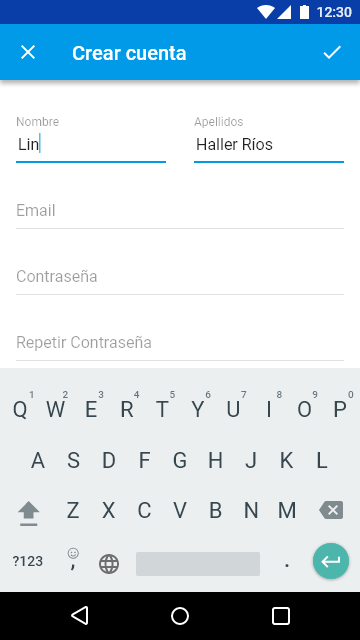 12:30
Crear cuenta
Nombre Apellidos
Lin Haller Ríos
Email
Contraseña
Repetir Contraseña
1 2 3 4 5 6 7 8 9 0
Q W E R T Y U I O P
A S D F G H J K L
Z X C V B N M
?123 , .